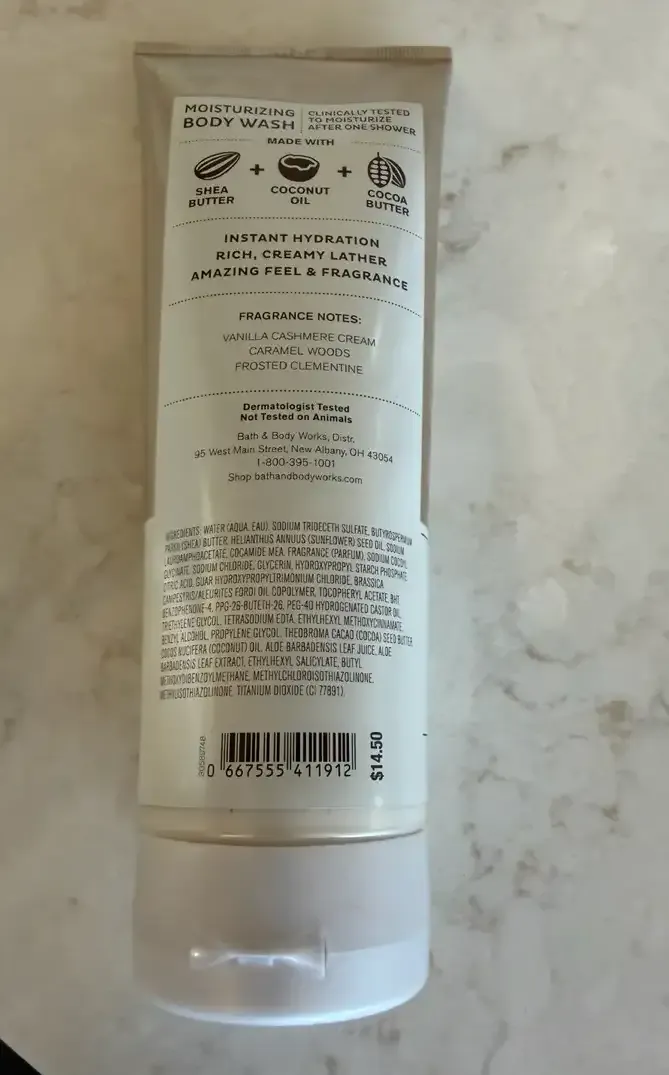 MOISTURIZING
BODY WASH
CLINICALLY TESTED
TO MOISTURIZE
AFTER ONE SHOWER
MADE WITH
SHEA
BUTTER
+
COCONUT
OIL
+
COCOA
BUTTER
INSTANT HYDRATION
RICH, CREAMY LATHER
AMAZING FEEL & FRAGRANCE
FRAGRANCE NOTES:
VANILLA CASHMERE CREAM
CARAMEL WOODS
FROSTED CLEMENTINE
Dermatologist Tested
Not Tested on Animals
Bath & Body Works, Distr.
95 West Main Street, New Albany, OH 43054
1-800-395-1001
Shop bathandbodyworks.com
INGREDIENTS: WATER (AQUA, EAU), SODIUM TRIDECETH SULFATE, BUTYROSPERMUM
PARKII (SHEA) BUTTER, HELIANTHUS ANNUUS (SUNFLOWER) SEED OIL, SODIUM
LAUROAMPHOACETATE, COCAMIDE MEA, FRAGRANCE (PARFUM), SODIUM COCOYL
GLYCINATE, SODIUM CHLORIDE, GLYCERIN, HYDROXYPROPYL STARCH PHOSPHATE,
CITRIC ACID, GUAR HYDROXYPROPYLTRIMONIUM CHLORIDE, BRASSICA
CAMPESTRIS/ALEURITES FORDI OIL COPOLYMER, TOCOPHERYL ACETATE, BHT,
BENZOPHENONE-4, PPG-26-BUTETH-26, PEG-40 HYDROGENATED CASTOR OIL,
TRIETHYLENE GLYCOL, TETRASODIUM EDTA, ETHYLHEXYL METHOXYCINNAMATE,
BENZYL ALCOHOL, PROPYLENE GLYCOL, THEOBROMA CACAO (COCOA) SEED BUTTER,
COCOS NUCIFERA (COCONUT) OIL, ALOE BARBADENSIS LEAF JUICE, ALOE
BARBADENSIS LEAF EXTRACT, ETHYLHEXYL SALICYLATE, BUTYL
METHOXYDIBENZOYLMETHANE, METHYLCHLOROISOTHIAZOLINONE,
METHYLISOTHIAZOLINONE, TITANIUM DIOXIDE (CI 77891).
0 667555 411912
$14.50